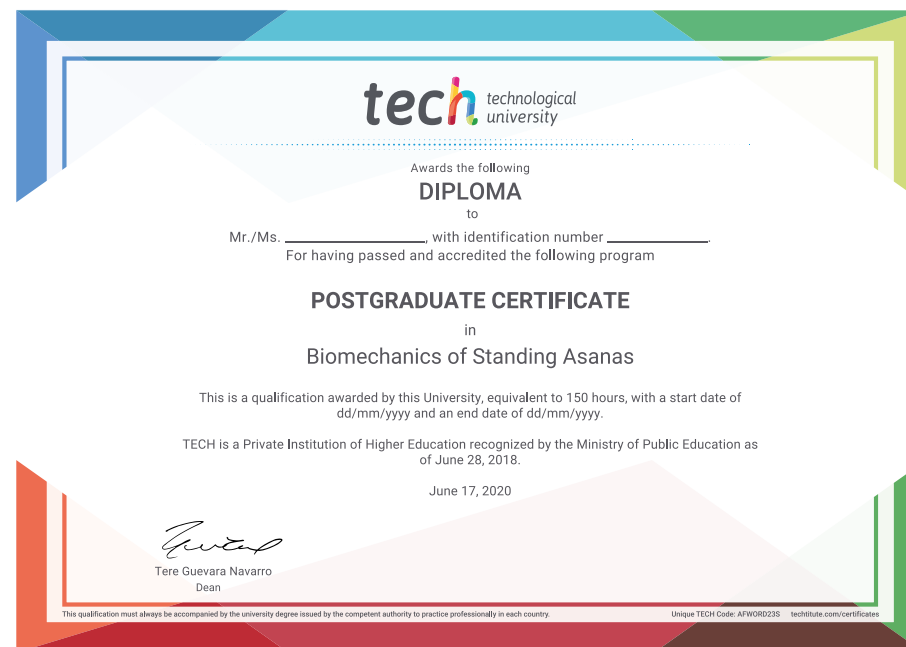 tech technological
university
Awards the following
DIPLOMA
to
Mr./Ms. ____________________, with identification number ______________.
For having passed and accredited the following program
POSTGRADUATE CERTIFICATE
in
Biomechanics of Standing Asanas
This is a qualification awarded by this University, equivalent to 150 hours, with a start date of
dd/mm/yyyy and an end date of dd/mm/yyyy.
TECH is a Private Institution of Higher Education recognized by the Ministry of Public Education as
of June 28, 2018.
June 17, 2020
Tere Guevara Navarro
Dean
This qualification must always be accompanied by the university degree issued by the competent authority to practice professionally in each country. Unique TECH Code: AFWORD23S techtitute.com/certificates